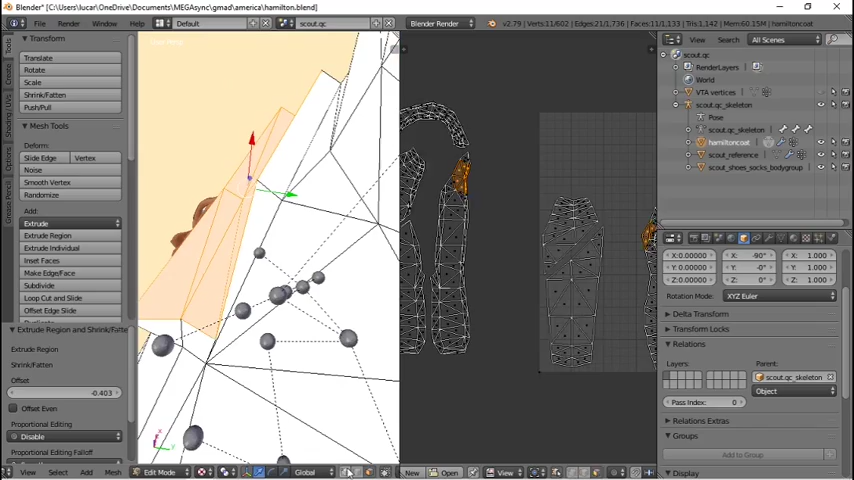 Blender* [C:\Users\lucar\OneDrive\Documents\MEGAsync\gmad\america\hamilton.blend]
File Render Window Help Default scout.qc Blender Render v2.79 | Verts:11/602 | Edges:21/1,736 | Faces:11/1,133 | Tris:1,142 | Mem:60.15M | hamiltoncoat
Transform
Translate
Rotate
Scale
Shrink/Fatten
Push/Pull
Mesh Tools
Deform:
Slide Edge Vertex
Noise
Smooth Vertex
Randomize
Add:
Extrude
Extrude Region
Extrude Individual
Inset Faces
Make Edge/Face
Subdivide
Loop Cut and Slide
Offset Edge Slide
Tools
Create
Shading / UVs
Options
Grease Pencil
Extrude Region and Shrink/Fatte
Extrude Region
Shrink/Fatten
Offset
-0.403
Offset Even
Proportional Editing
Disable
Proportional Editing Falloff
View Select Add Mesh Edit Mode Global New Open View
View Search All Scenes
scout.qc
RenderLayers
World
VTA vertices
scout.qc_skeleton
Pose
scout.qc_skeleton
hamiltoncoat
scout_reference
scout_shoes_socks_bodygroup
X:0.00000 X: -90° X: 1.000
Y:0.00000 Y: -0° Y: 1.000
Z:0.00000 Z: 0° Z: 1.000
Rotation Mode: XYZ Euler
Delta Transform
Transform Locks
Relations
Layers: Parent:
scout.qc_skeleton
Object
Pass Index: 0
Relations Extras
Groups
Add to Group
Display